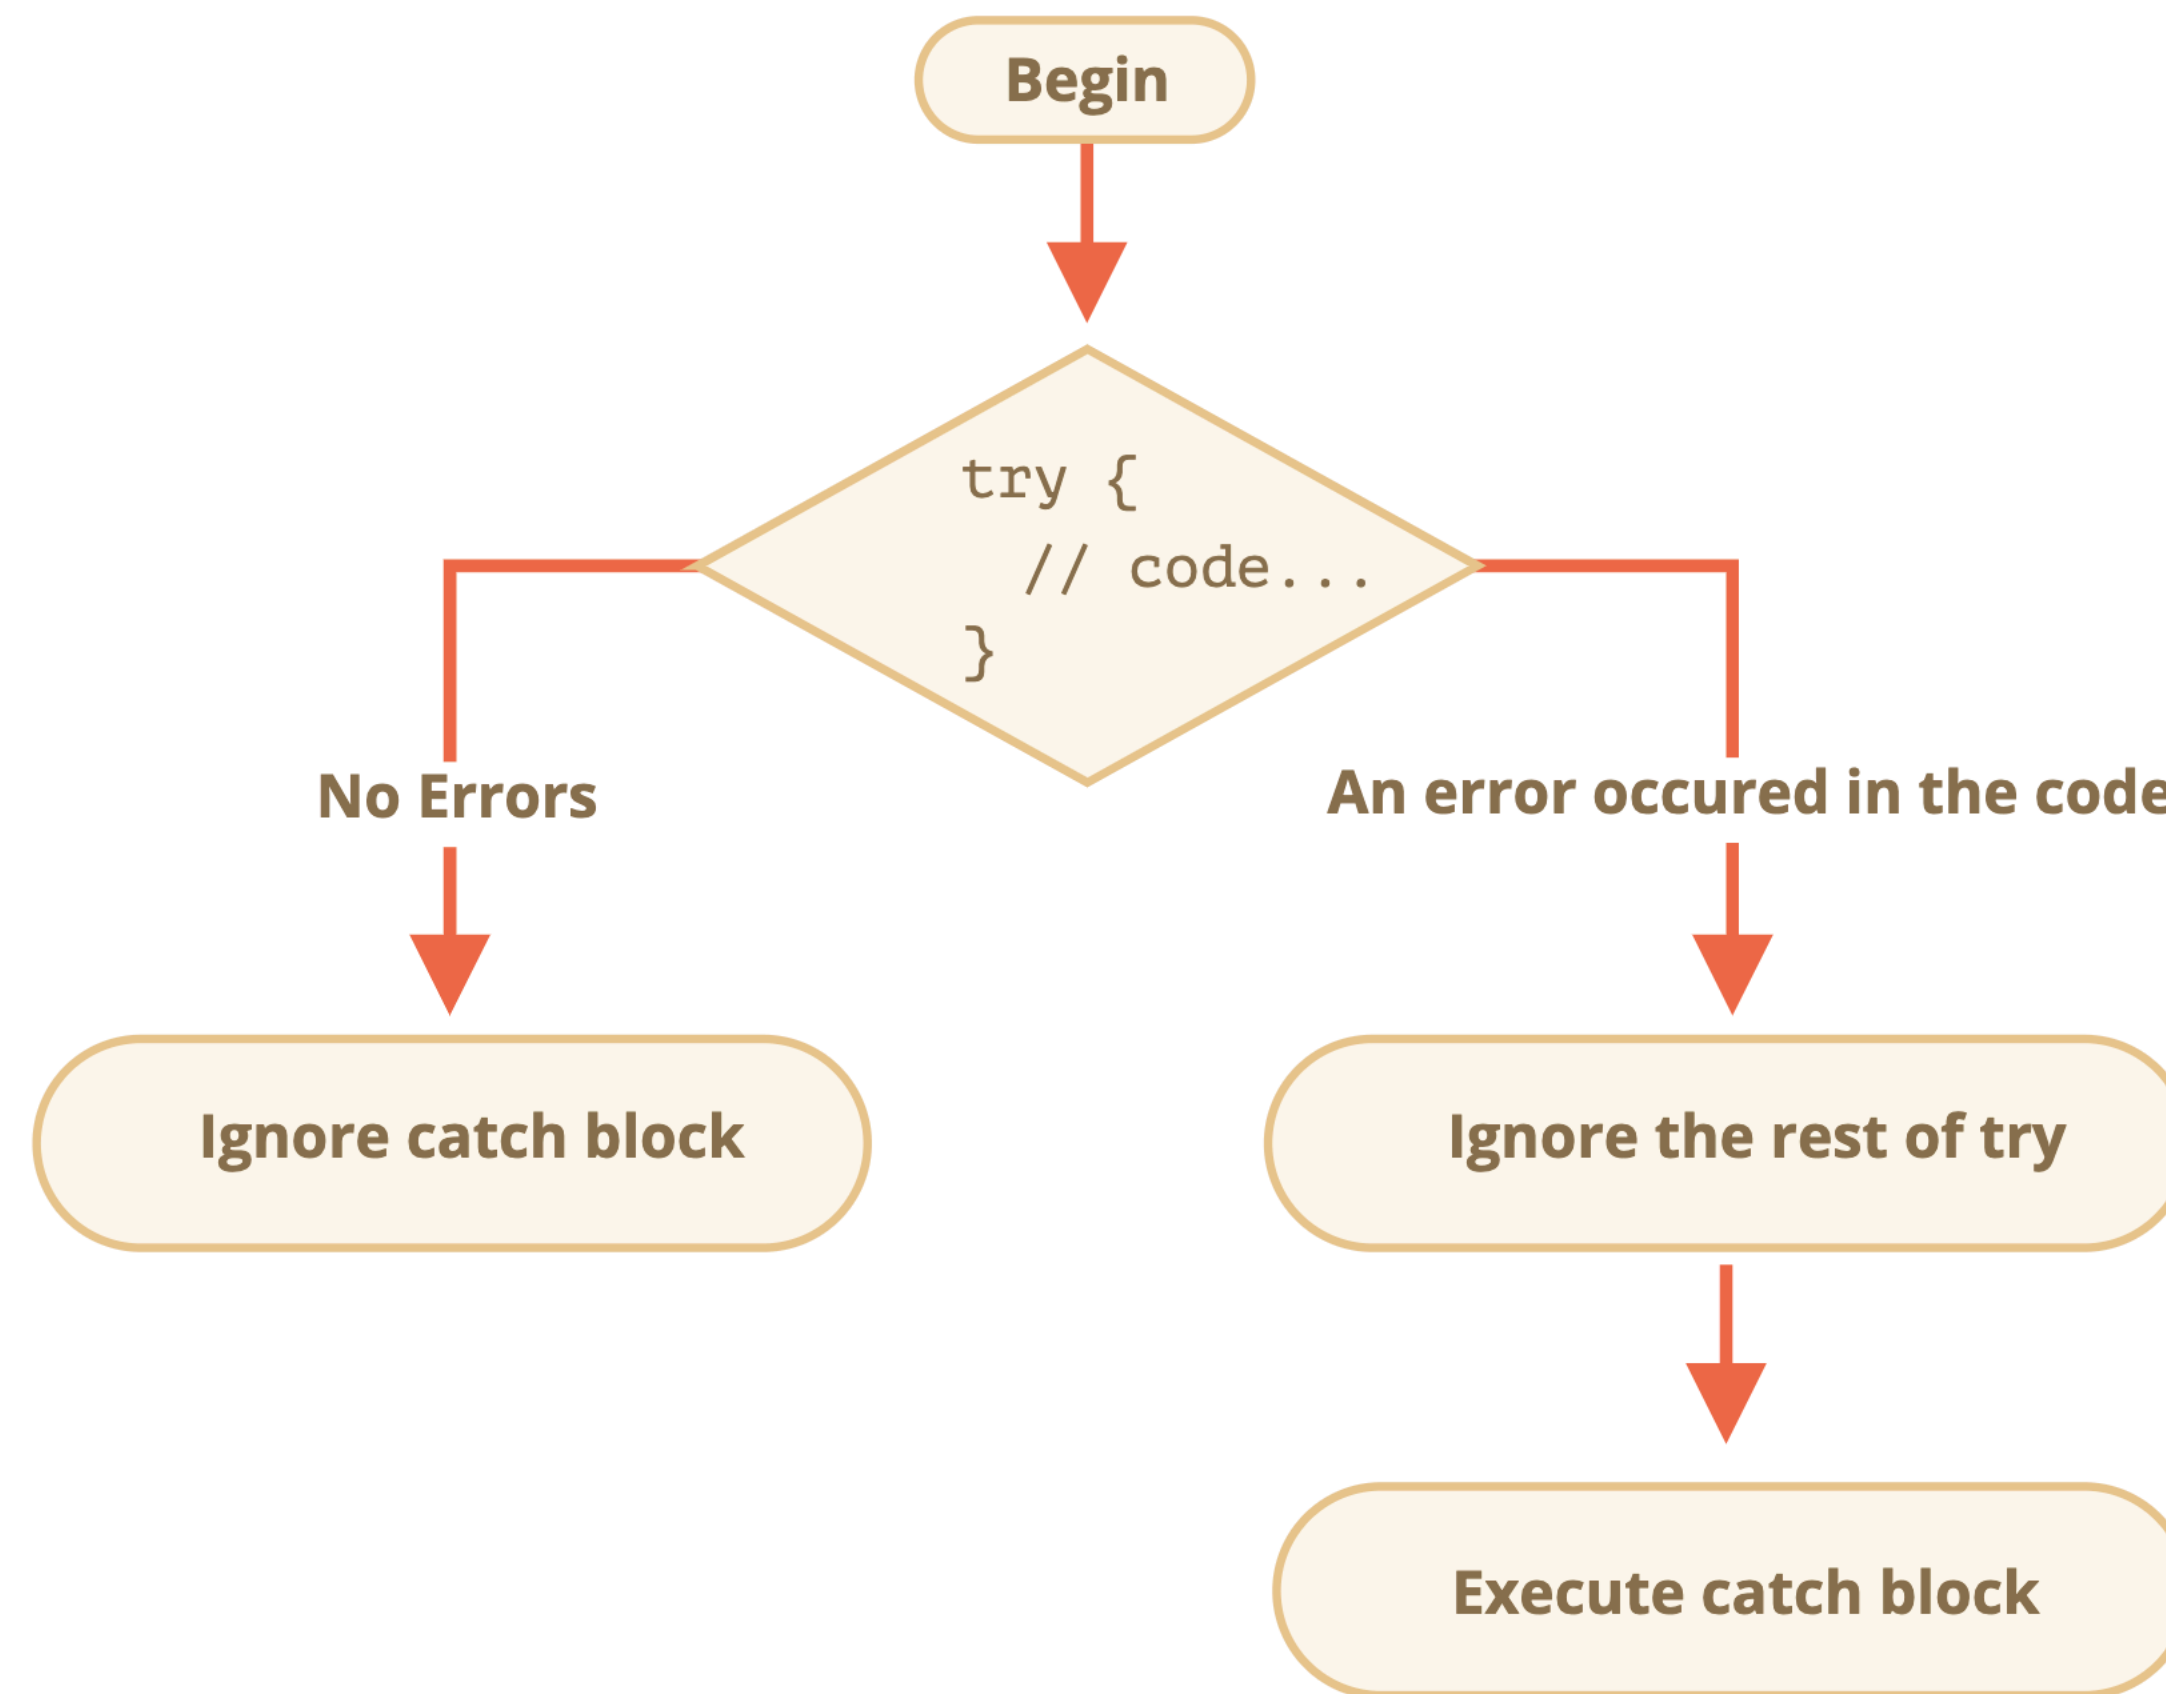 Begin
try {
// code...
}
No Errors
An error occured in the code
Ignore catch block
Ignore the rest of try
Execute catch block